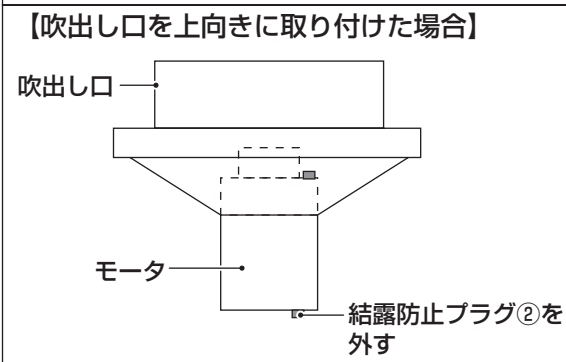 【吹出し口を上向きに取り付けた場合】
吹出し口
モータ
結露防止プラグ②を
外す